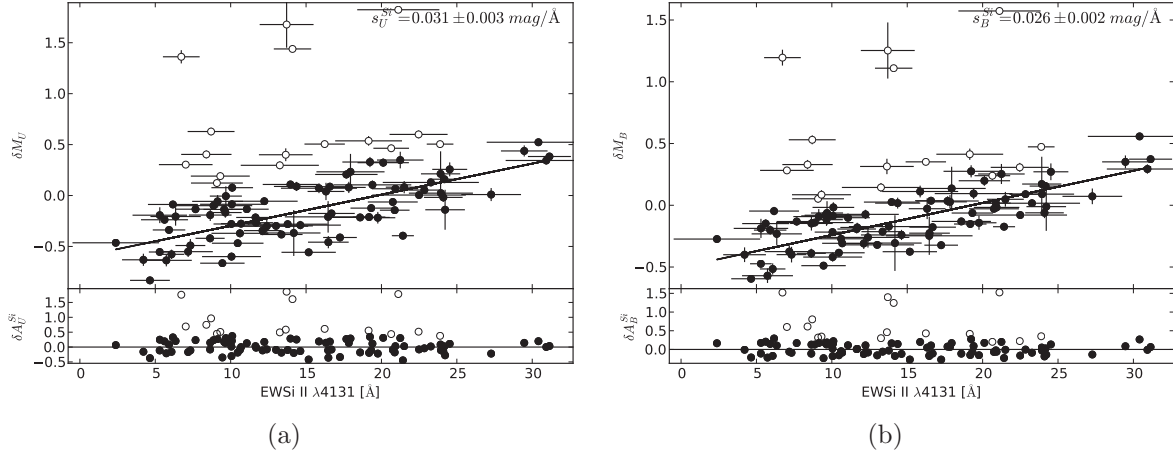 s_U^{Si}=0.031±0.003 mag/Å
1.5
1.0
0.5
0.0
−0.5
δM_U
1.5
1.0
0.5
0.0
−0.5
δA_U^{Si}
0 5 10 15 20 25 30
EWSi II λ4131 [Å]
(a)
s_B^{Si}=0.026±0.002 mag/Å
1.5
1.0
0.5
0.0
−0.5
δM_B
1.5
1.0
0.5
0.0
δA_B^{Si}
0 5 10 15 20 25 30
EWSi II λ4131 [Å]
(b)